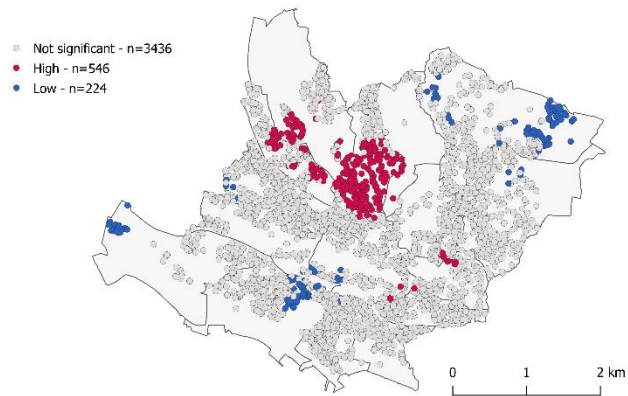 Not significant - n=3436
High - n=546
Low - n=224
0 1 2 km